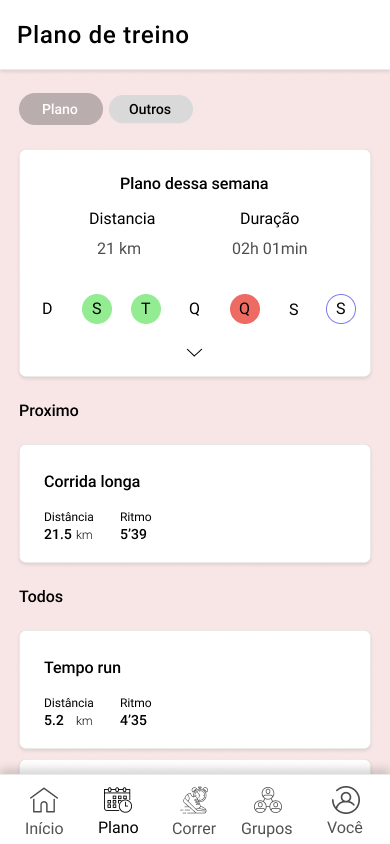 Plano de treino
Plano Outros
Plano dessa semana
Distancia Duração
21 km 02h 01min
D S T Q Q S S
Proximo
Corrida longa
Distância Ritmo
21.5 km 5’39
Todos
Tempo run
Distância Ritmo
5.2 km 4’35
Início Plano Correr Grupos Você